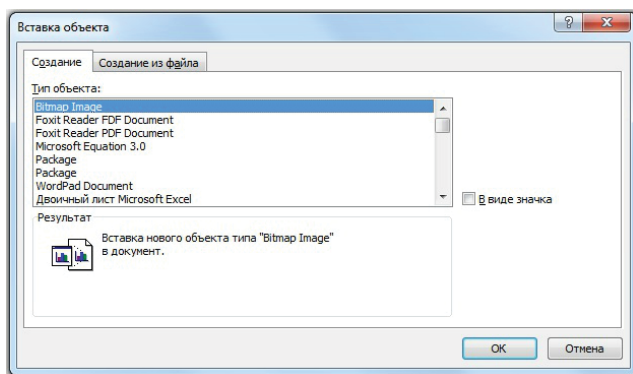 Вставка объекта
Создание
Создание из файла
Тип объекта:
Bitmap Image
Foxit Reader FDF Document
Foxit Reader PDF Document
Microsoft Equation 3.0
Package
Package
WordPad Document
Двоичный лист Microsoft Excel
В виде значка
Результат
Вставка нового объекта типа "Bitmap Image"
в документ.
ОК
Отмена